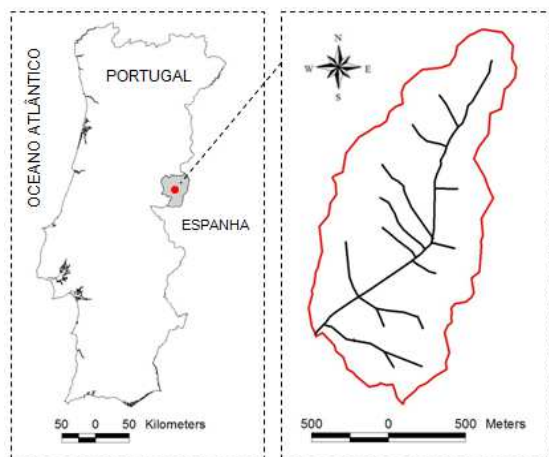 OCEANO ATLÂNTICO
PORTUGAL
ESPANHA
50 0 50 Kilometers
N
W E
S
500 0 500 Meters